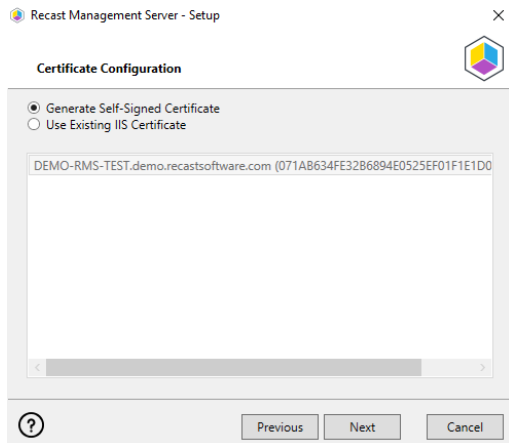 Recast Management Server - Setup
Certificate Configuration
Generate Self-Signed Certificate
Use Existing IIS Certificate
DEMO-RMS-TEST.demo.recastsoftware.com (071AB634FE32B6894E0525EF01F1E1D0
?
Previous Next Cancel